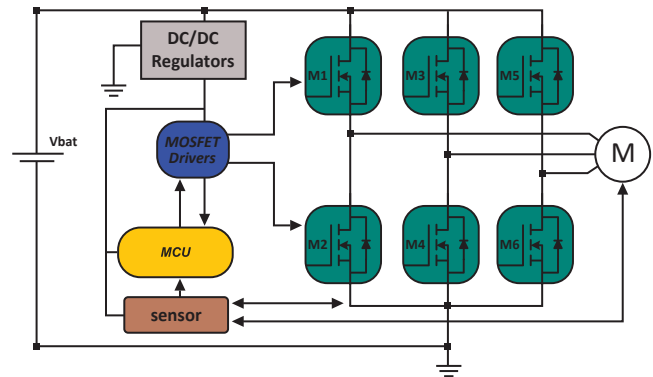 DC/DC
Regulators
M1
M3
M5
Vbat
MOSFET
Drivers
M
M2
M4
M6
MCU
sensor